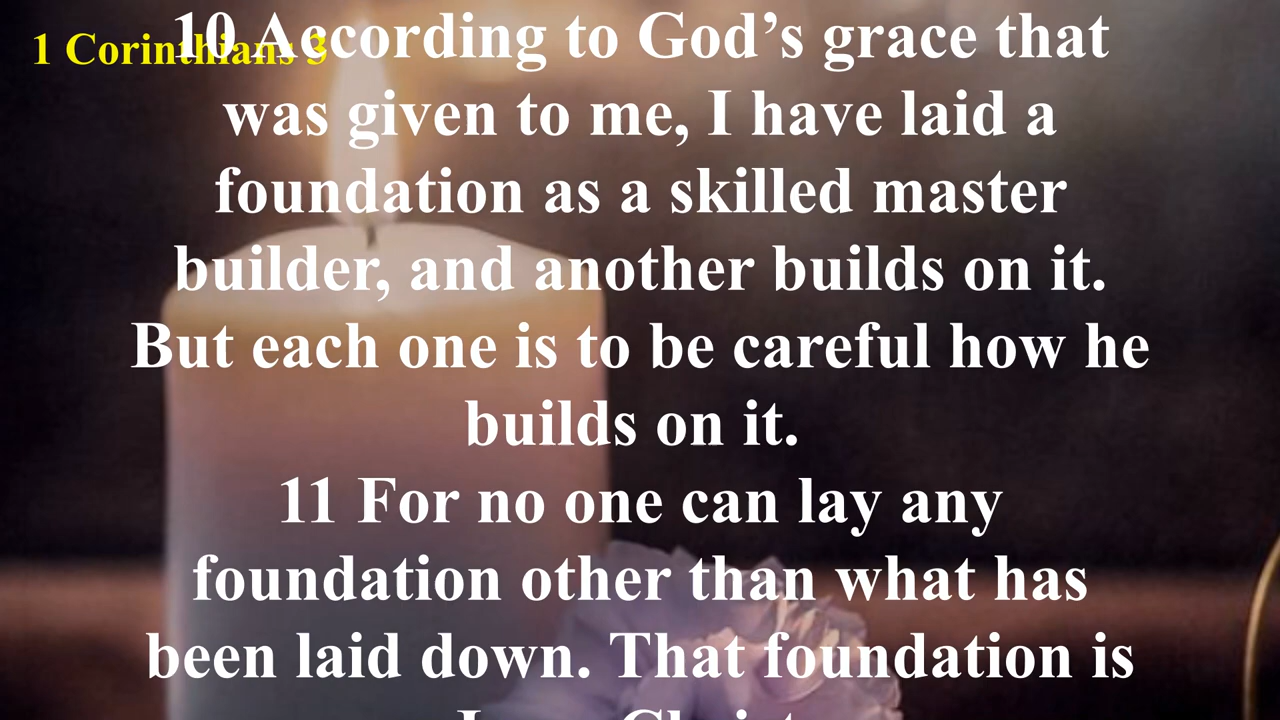 1 Corinthians 3
10 According to God’s grace that
was given to me, I have laid a
foundation as a skilled master
builder, and another builds on it.
But each one is to be careful how he
builds on it.
11 For no one can lay any
foundation other than what has
been laid down. That foundation is
Jesus Christ.